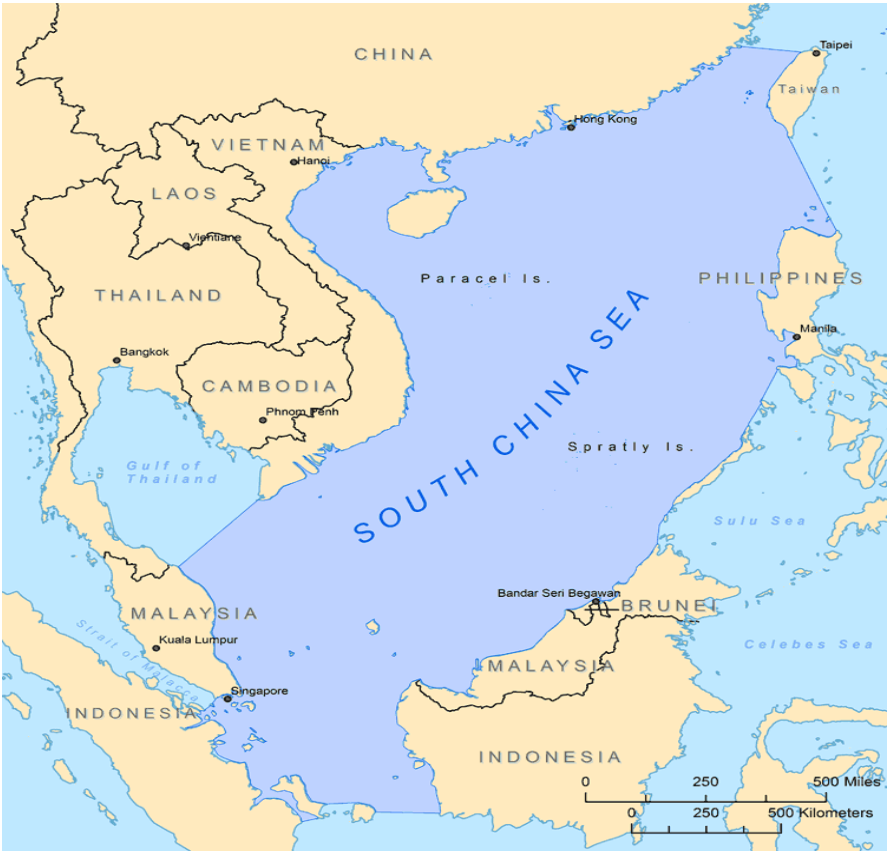 Taipei
CHINA
Taiwan
Hong Kong
VIETNAM
Hanoi
LAOS
Vientiane
Paracel Is.
PHILIPPINES
THAILAND
SOUTH CHINA SEA
Manila
Bangkok
CAMBODIA
Phnom Penh
Spratly Is.
Gulf of
Thailand
Sulu Sea
Bandar Seri Begawan
BRUNEI
MALAYSIA
Kuala Lumpur
Strait of Malacca
Celebes Sea
MALAYSIA
Singapore
INDONESIA
INDONESIA
0 250 500 Miles
0 250 500 Kilometers